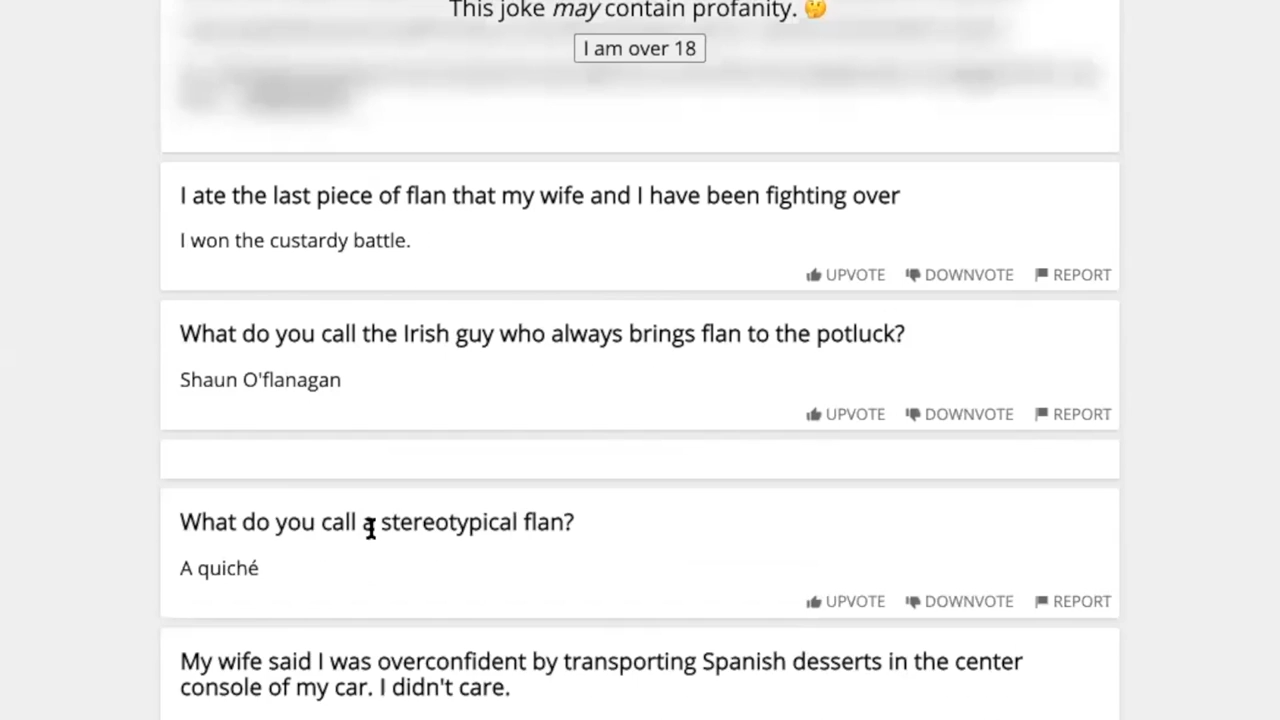 This joke may contain profanity. 🤔
I am over 18
I ate the last piece of flan that my wife and I have been fighting over
I won the custardy battle.
UPVOTE DOWNVOTE REPORT
What do you call the Irish guy who always brings flan to the potluck?
Shaun O'flanagan
UPVOTE DOWNVOTE REPORT
What do you call a stereotypical flan?
A quiché
UPVOTE DOWNVOTE REPORT
My wife said I was overconfident by transporting Spanish desserts in the center
console of my car. I didn't care.